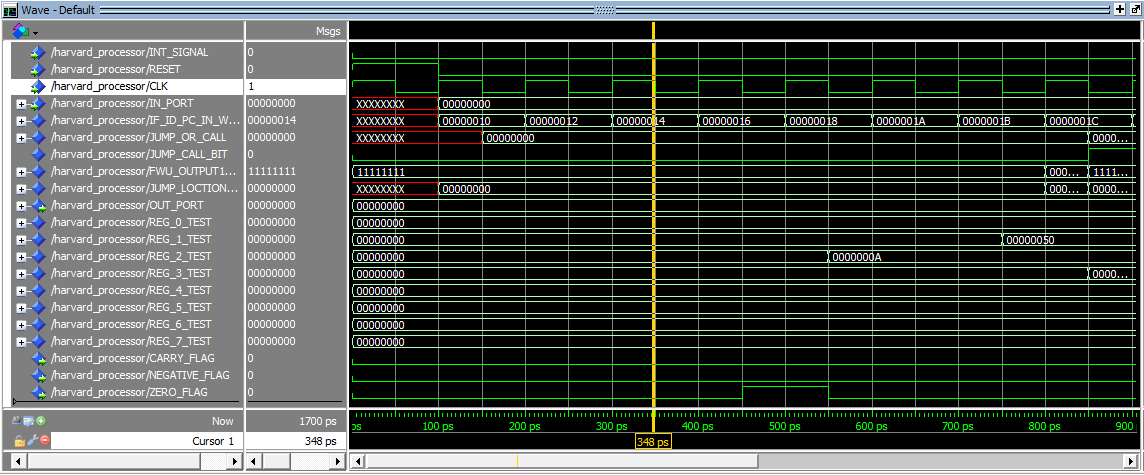 Wave - Default
Msgs
/harvard_processor/INT_SIGNAL 0
/harvard_processor/RESET 0
/harvard_processor/CLK 1
/harvard_processor/IN_PORT 00000000 XXXXXXXX 00000000
/harvard_processor/IF_ID_PC_IN_W... 00000014 XXXXXXXX 00000010 00000012 00000014 00000016 00000018 0000001A 0000001B 0000001C
/harvard_processor/JUMP_OR_CALL 00000000 XXXXXXXX 00000000 0000...
/harvard_processor/JUMP_CALL_BIT 0
/harvard_processor/FWU_OUTPUT1... 11111111 11111111 000... 1111...
/harvard_processor/JUMP_LOCTION... 00000000 XXXXXXXX 00000000 000... 0000...
/harvard_processor/OUT_PORT 00000000 00000000
/harvard_processor/REG_0_TEST 00000000 00000000
/harvard_processor/REG_1_TEST 00000000 00000000 00000050
/harvard_processor/REG_2_TEST 00000000 00000000 0000000A
/harvard_processor/REG_3_TEST 00000000 00000000 0000...
/harvard_processor/REG_4_TEST 00000000 00000000
/harvard_processor/REG_5_TEST 00000000 00000000
/harvard_processor/REG_6_TEST 00000000 00000000
/harvard_processor/REG_7_TEST 00000000 00000000
/harvard_processor/CARRY_FLAG 0
/harvard_processor/NEGATIVE_FLAG 0
/harvard_processor/ZERO_FLAG 0
Now 1700 ps ps 100 ps 200 ps 300 ps 400 ps 500 ps 600 ps 700 ps 800 ps 900
Cursor 1 348 ps 348 ps